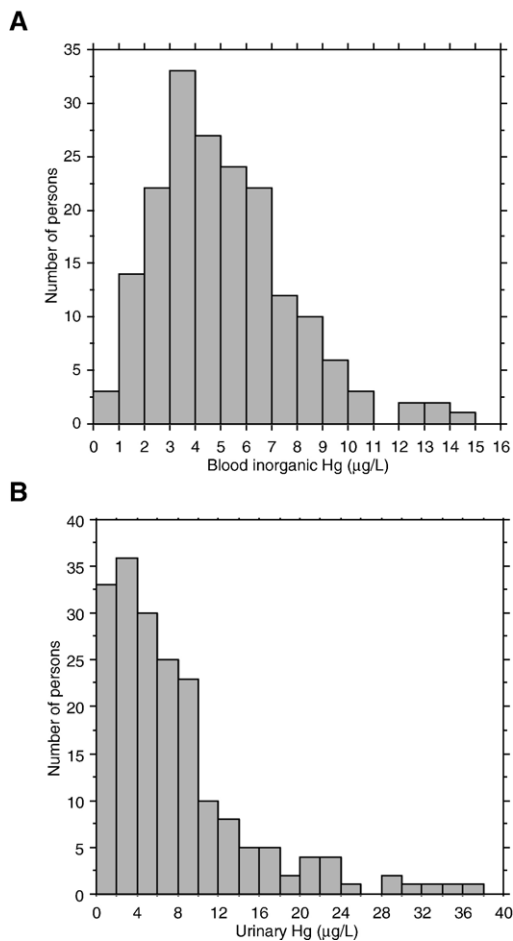 A
35
30
25
20
15
10
5
0
Number of persons
0 1 2 3 4 5 6 7 8 9 10 11 12 13 14 15 16
Blood inorganic Hg (µg/L)
B
40
35
30
25
20
15
10
5
0
Number of persons
0 4 8 12 16 20 24 28 32 36 40
Urinary Hg (µg/L)